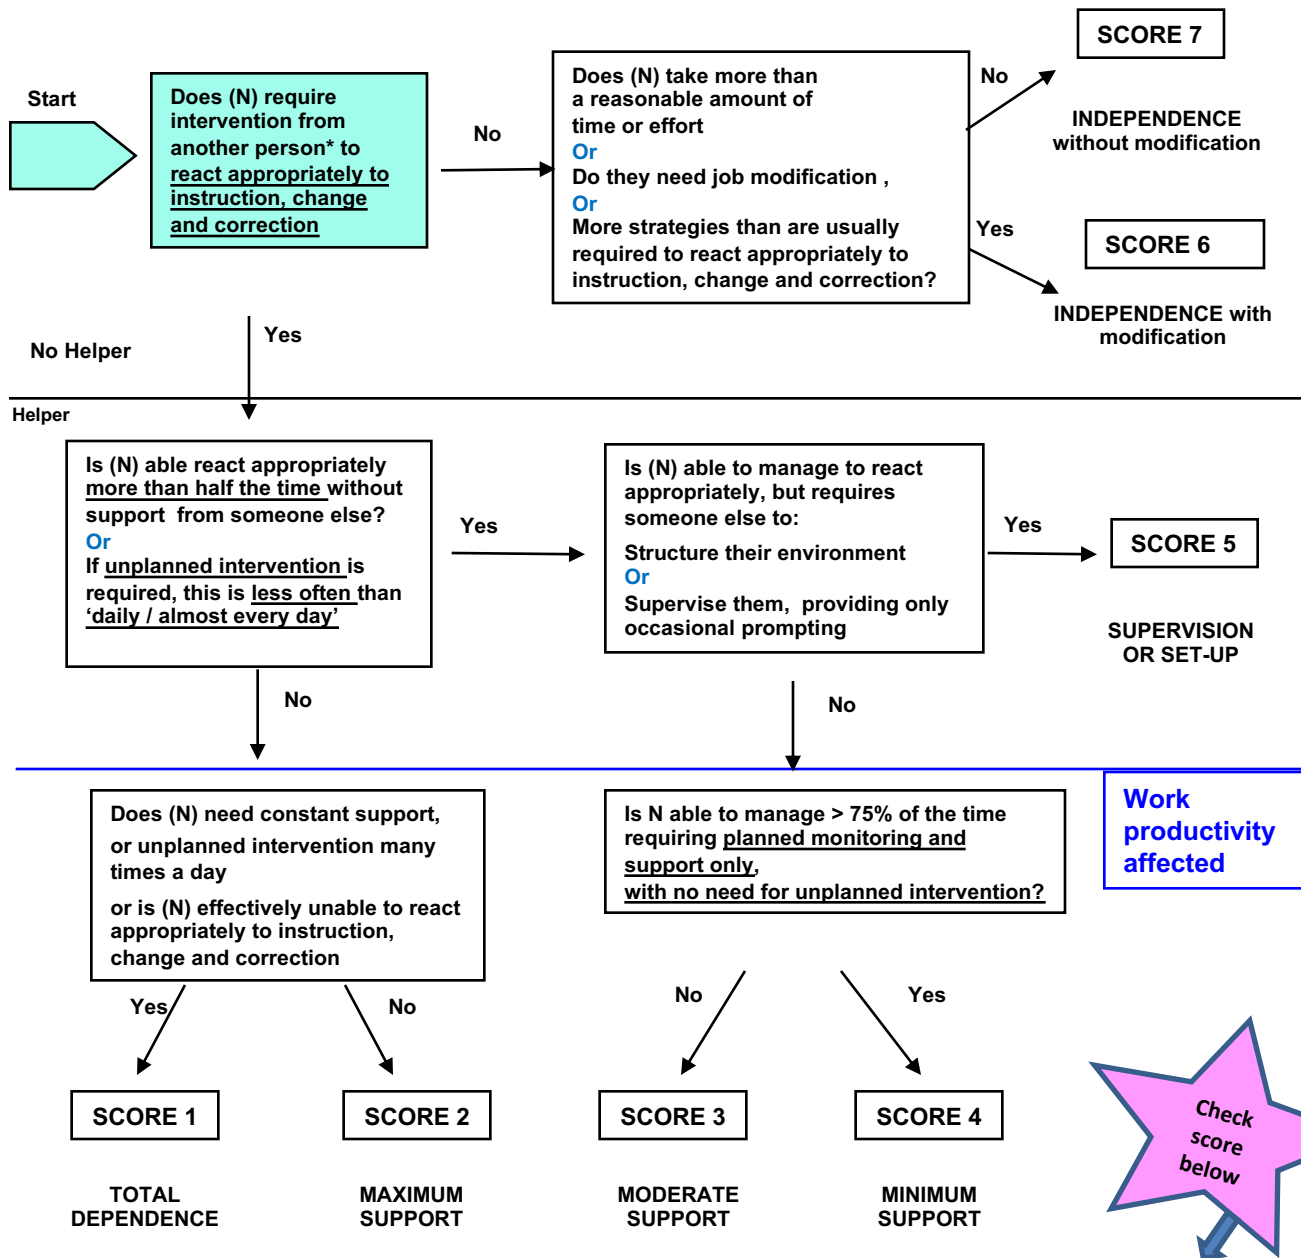 Start
Does (N) require
intervention from
another person* to
react appropriately to
instruction, change
and correction
No
Does (N) take more than
a reasonable amount of
time or effort
Or
Do they need job modification ,
Or
More strategies than are usually
required to react appropriately to
instruction, change and correction?
No
SCORE 7
INDEPENDENCE
without modification
Yes
SCORE 6
INDEPENDENCE with
modification
Yes
No Helper
Helper
Is (N) able react appropriately
more than half the time without
support from someone else?
Or
If unplanned intervention is
required, this is less often than
‘daily / almost every day’
Yes
Is (N) able to manage to react
appropriately, but requires
someone else to:
Structure their environment
Or
Supervise them, providing only
occasional prompting
Yes
SCORE 5
SUPERVISION
OR SET-UP
No
No
Does (N) need constant support,
or unplanned intervention many
times a day
or is (N) effectively unable to react
appropriately to instruction,
change and correction
Is N able to manage > 75% of the time
requiring planned monitoring and
support only,
with no need for unplanned intervention?
Work
productivity
affected
Yes
No
No
Yes
SCORE 1
SCORE 2
SCORE 3
SCORE 4
TOTAL
DEPENDENCE
MAXIMUM
SUPPORT
MODERATE
SUPPORT
MINIMUM
SUPPORT
Check
score
below